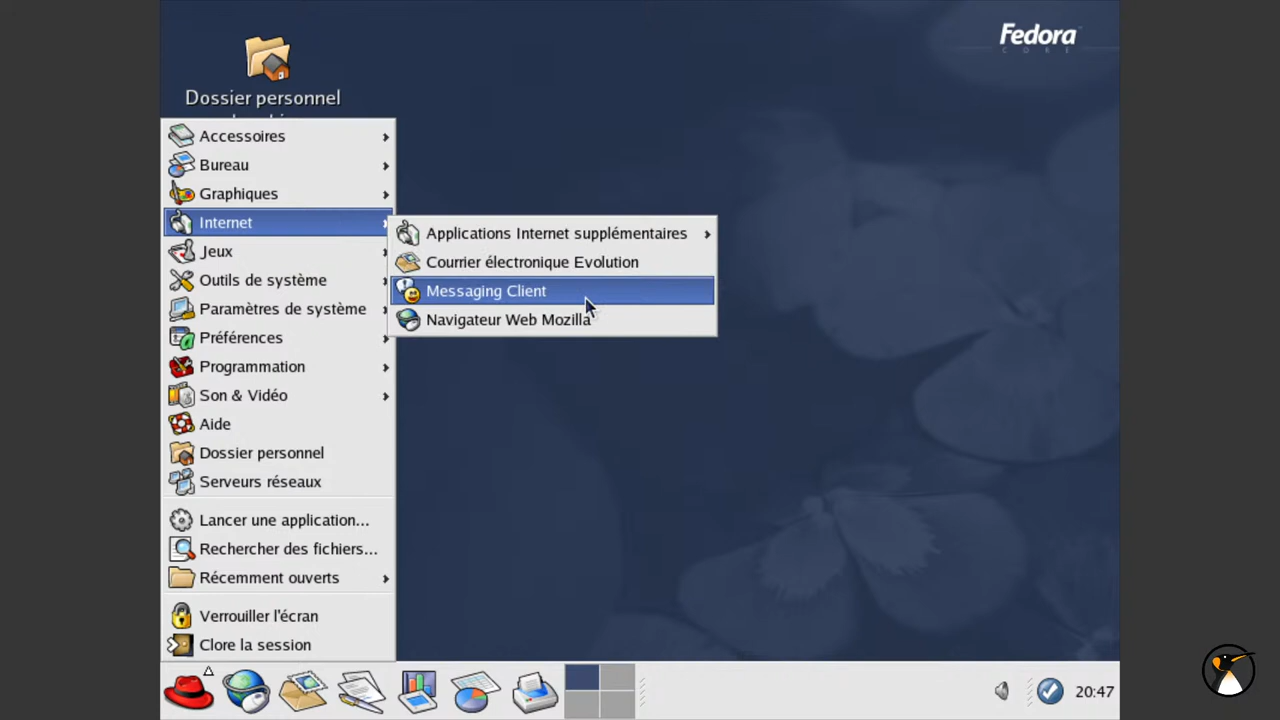 Fedora
CORE
Dossier personnel
Accessoires
Bureau
Graphiques
Internet
Jeux
Outils de système
Paramètres de système
Préférences
Programmation
Son & Vidéo
Aide
Dossier personnel
Serveurs réseaux
Lancer une application...
Rechercher des fichiers...
Récemment ouverts
Verrouiller l'écran
Clore la session
Applications Internet supplémentaires
Courrier électronique Evolution
Messaging Client
Navigateur Web Mozilla
20:47